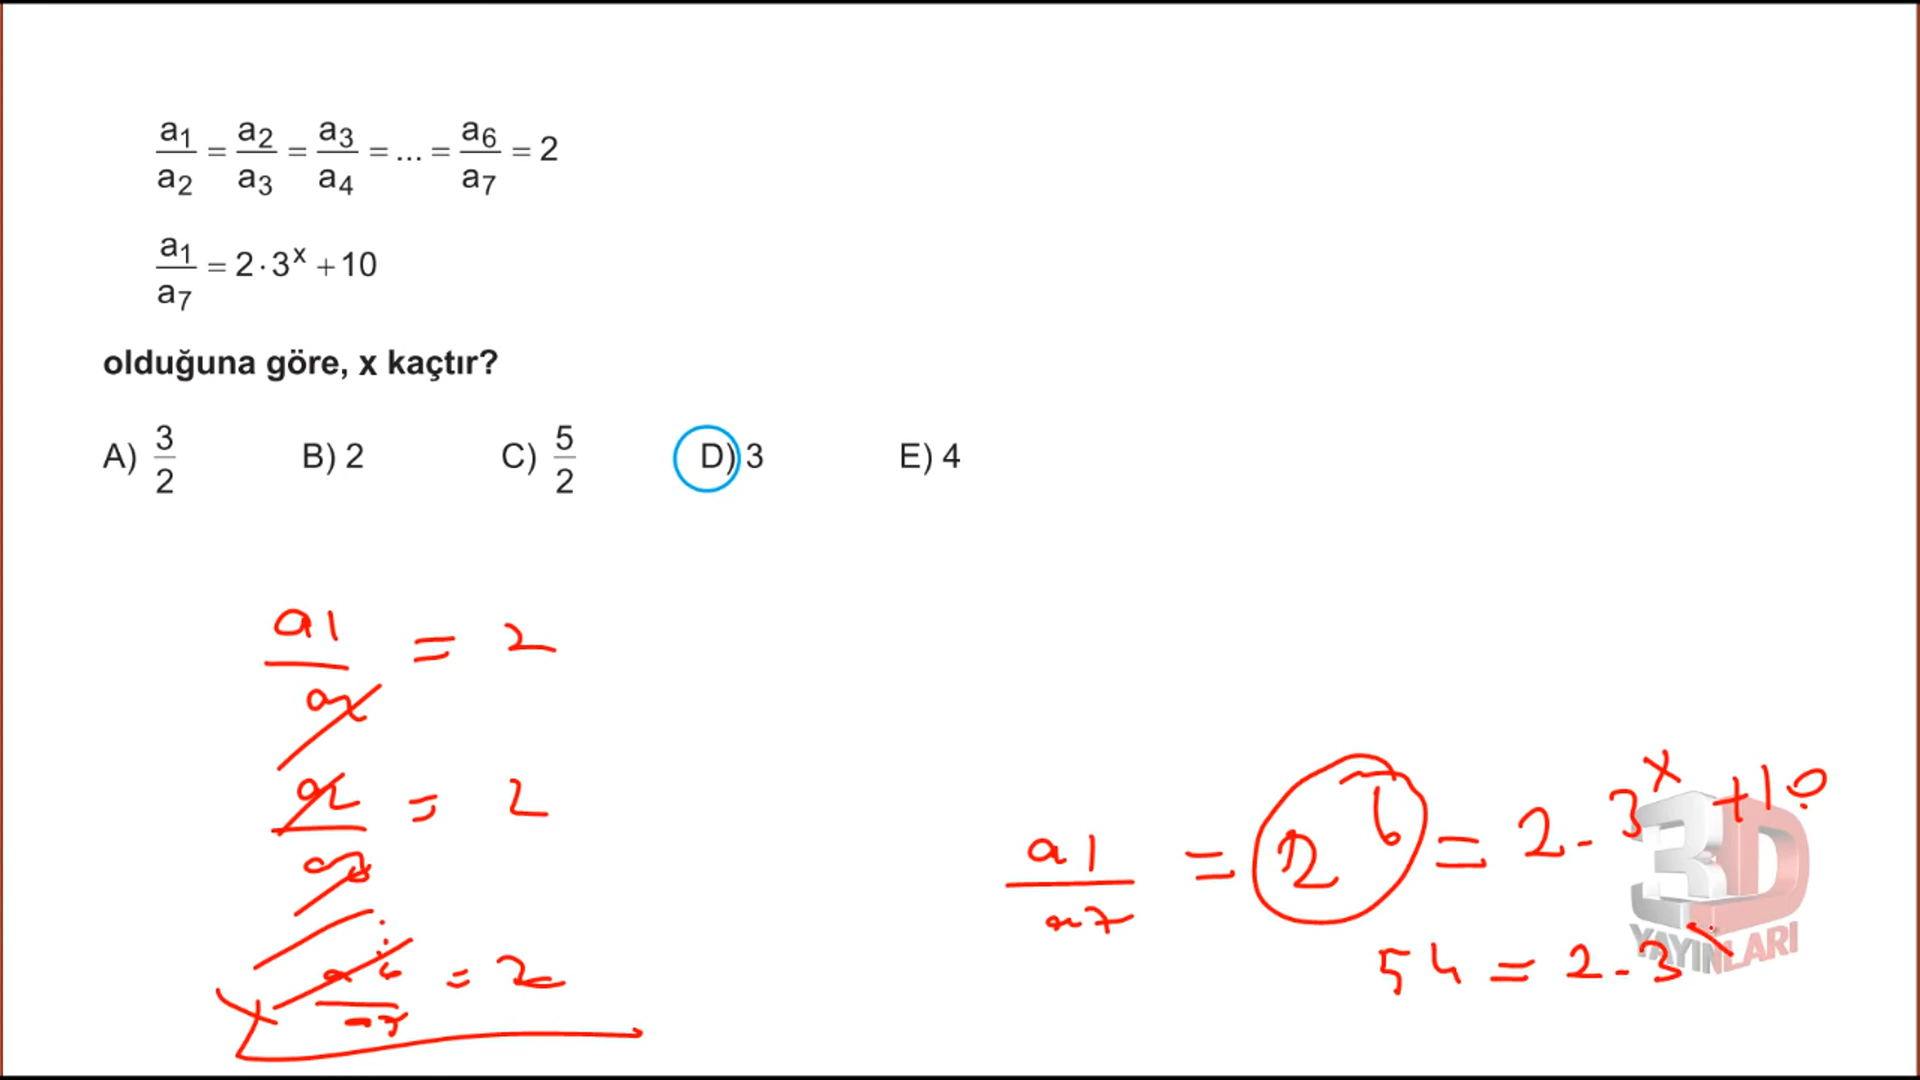 a1/a2 = a2/a3 = a3/a4 = ... = a6/a7 = 2
a1/a7 = 2·3^x + 10
olduğuna göre, x kaçtır?
A) 3/2 B) 2 C) 5/2 D) 3 E) 4
a1/a2 = 2
a2/a3 = 2
a6/a7 = 2
a1/a7 = 2^6 = 2·3^x + 10
54 = 2·3^x
3D
YAYINLARI